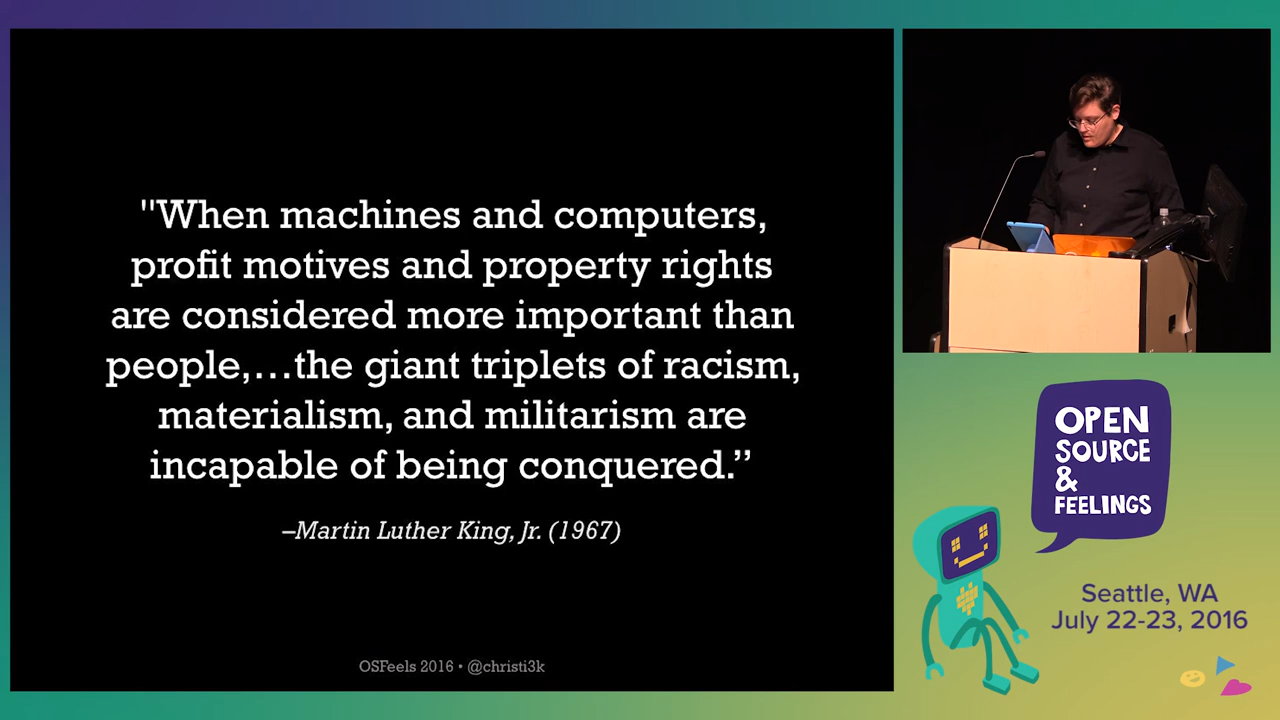 "When machines and computers,
profit motives and property rights
are considered more important than
people,…the giant triplets of racism,
materialism, and militarism are
incapable of being conquered.”
–Martin Luther King, Jr. (1967)
OSFeels 2016 • @christi3k
OPEN
SOURCE
&
FEELINGS
Seattle, WA
July 22-23, 2016